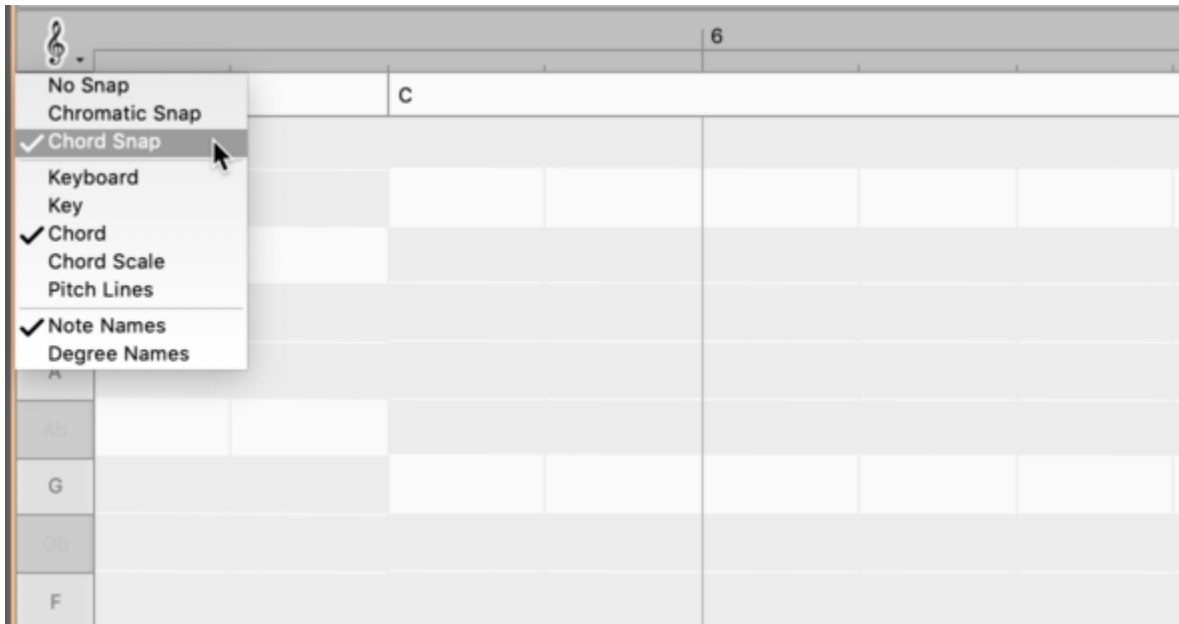 6
C
No Snap
Chromatic Snap
Chord Snap
Keyboard
Key
Chord
Chord Scale
Pitch Lines
Note Names
Degree Names
A
Ab
G
Gb
F